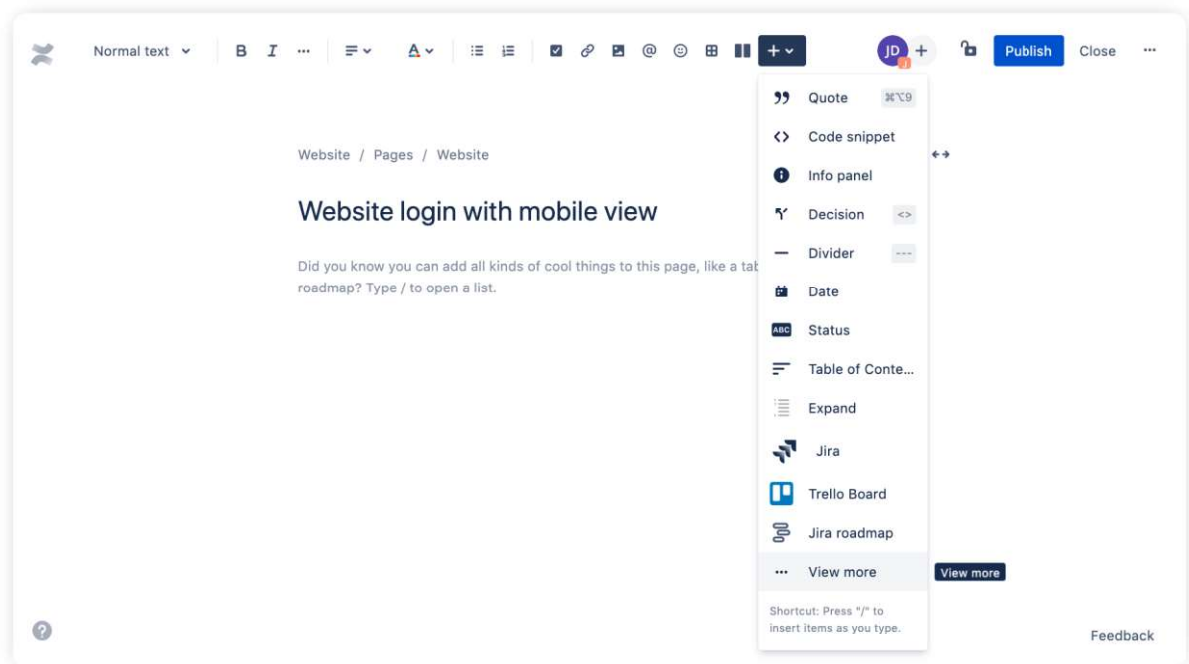 Normal text
B I ... A @ JD + Publish Close ...
Quote ⌘⌥9
Code snippet
Website / Pages / Website
Info panel
Website login with mobile view
Decision <>
Divider ---
Did you know you can add all kinds of cool things to this page, like a tab
roadmap? Type / to open a list.
Date
ABC Status
Table of Conte...
Expand
Jira
Trello Board
Jira roadmap
... View more
View more
Shortcut: Press "/" to
insert items as you type.
? Feedback